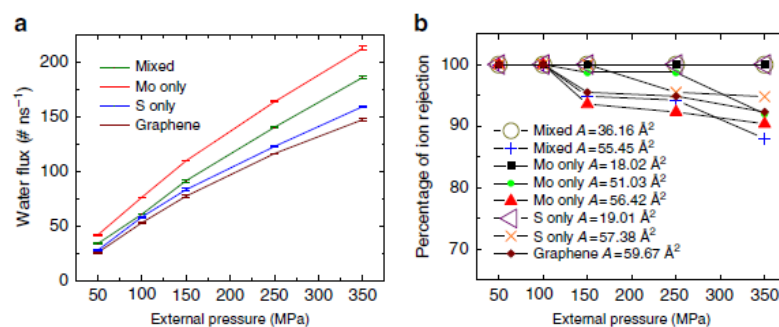 a
Water flux (# ns⁻¹)
200
150
100
50
0
Mixed
Mo only
S only
Graphene
50 100 150 200 250 300 350
External pressure (MPa)
b
Percentage of ion rejection
100
90
80
70
Mixed A = 36.16 Å²
Mixed A = 55.45 Å²
Mo only A = 18.02 Å²
Mo only A = 51.03 Å²
Mo only A = 56.42 Å²
S only A = 19.01 Å²
S only A = 57.38 Å²
Graphene A = 59.67 Å²
50 100 150 200 250 300 350
External pressure (MPa)